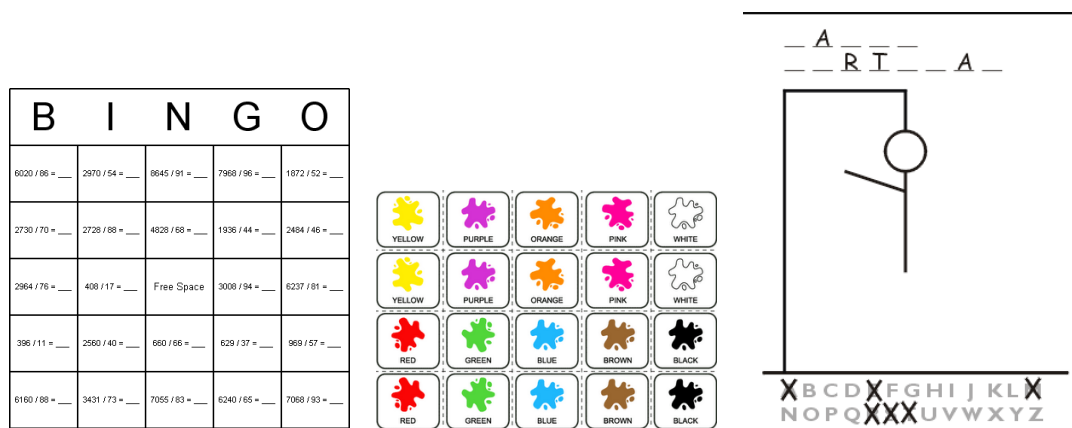 B I N G O
6020 / 86 = ___ 2970 / 54 = ___ 8645 / 91 = ___ 7968 / 96 = ___ 1872 / 52 = ___
2730 / 70 = ___ 2728 / 88 = ___ 4828 / 68 = ___ 1936 / 44 = ___ 2484 / 46 = ___
2964 / 76 = ___ 408 / 17 = ___ Free Space 3008 / 94 = ___ 6237 / 81 = ___
396 / 11 = ___ 2560 / 40 = ___ 660 / 66 = ___ 629 / 37 = ___ 969 / 57 = ___
6160 / 88 = ___ 3431 / 73 = ___ 7055 / 83 = ___ 6240 / 65 = ___ 7068 / 93 = ___
YELLOW PURPLE ORANGE PINK WHITE
YELLOW PURPLE ORANGE PINK WHITE
RED GREEN BLUE BROWN BLACK
RED GREEN BLUE BROWN BLACK
_ A _ _ _
_ _ R T _ _ A _
A B C D E F G H I J K L M
N O P Q R S T U V W X Y Z